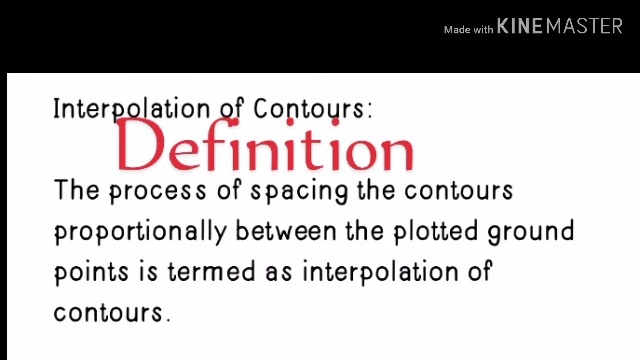 Made with KINEMASTER
Interpolation of Contours:
Definition
The process of spacing the contours
proportionally between the plotted ground
points is termed as interpolation of
contours.